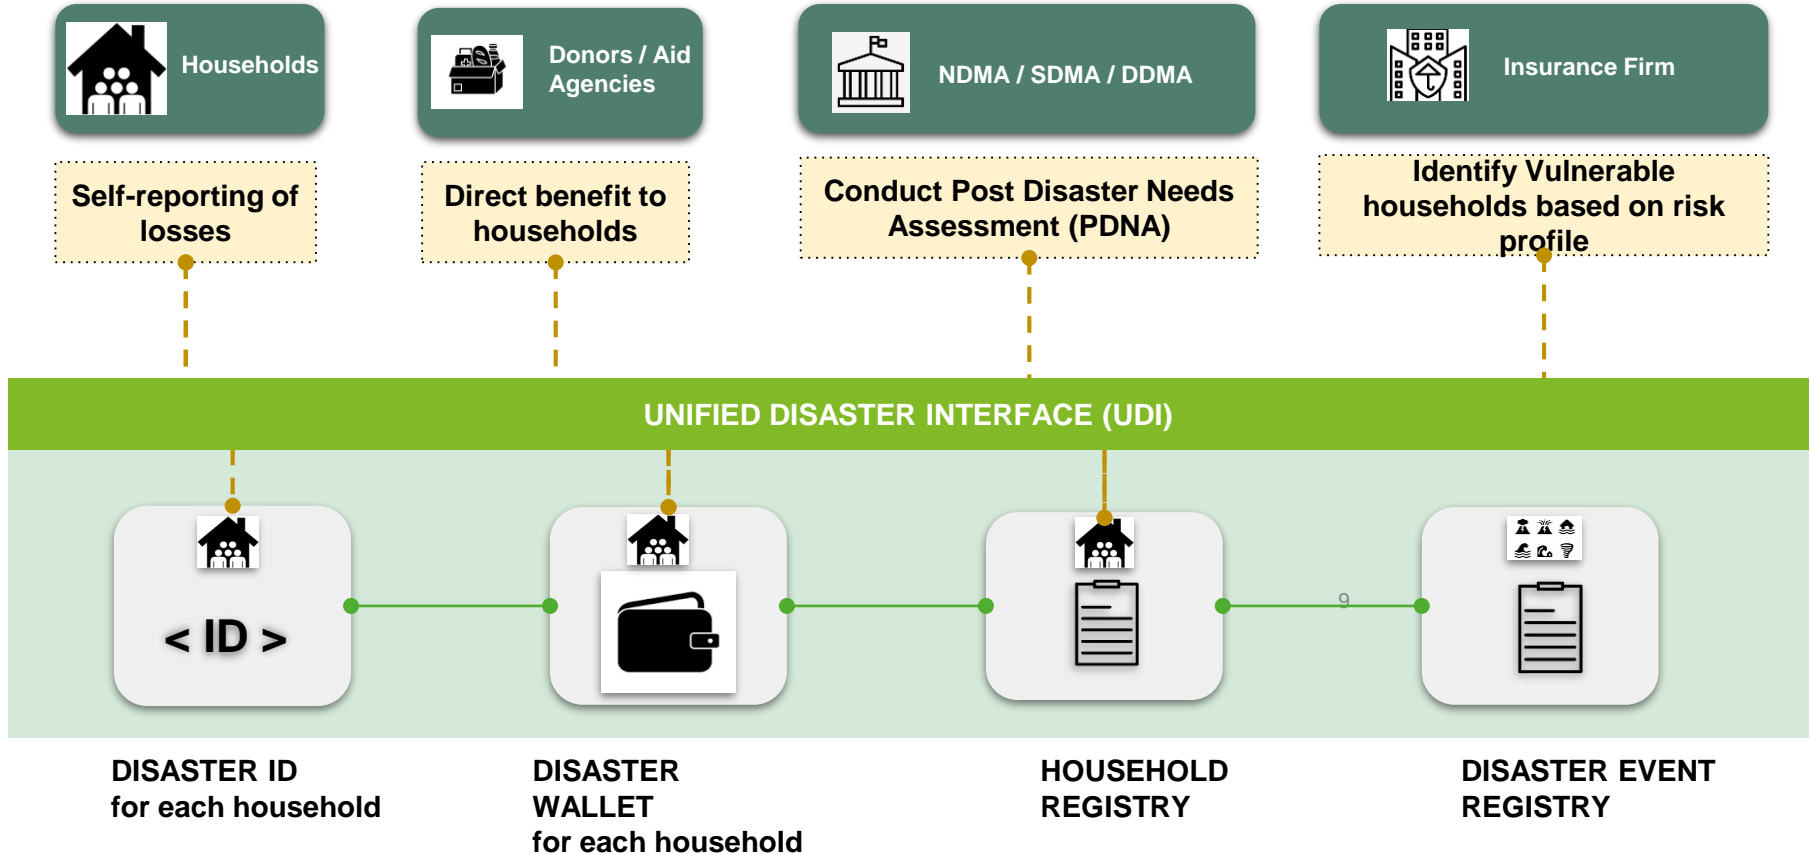 Households
Donors / Aid
Agencies
NDMA / SDMA / DDMA
Insurance Firm
Self-reporting of
losses
Direct benefit to
households
Conduct Post Disaster Needs
Assessment (PDNA)
Identify Vulnerable
households based on risk
profile
UNIFIED DISASTER INTERFACE (UDI)
< ID >
9
DISASTER ID
for each household
DISASTER
WALLET
for each household
HOUSEHOLD
REGISTRY
DISASTER EVENT
REGISTRY